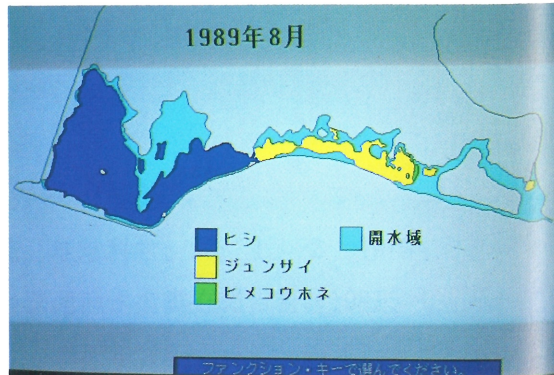 1989年8月
ヒシ
開水域
ジュンサイ
ヒメコウホネ
ファンクション・キーで選んでください。